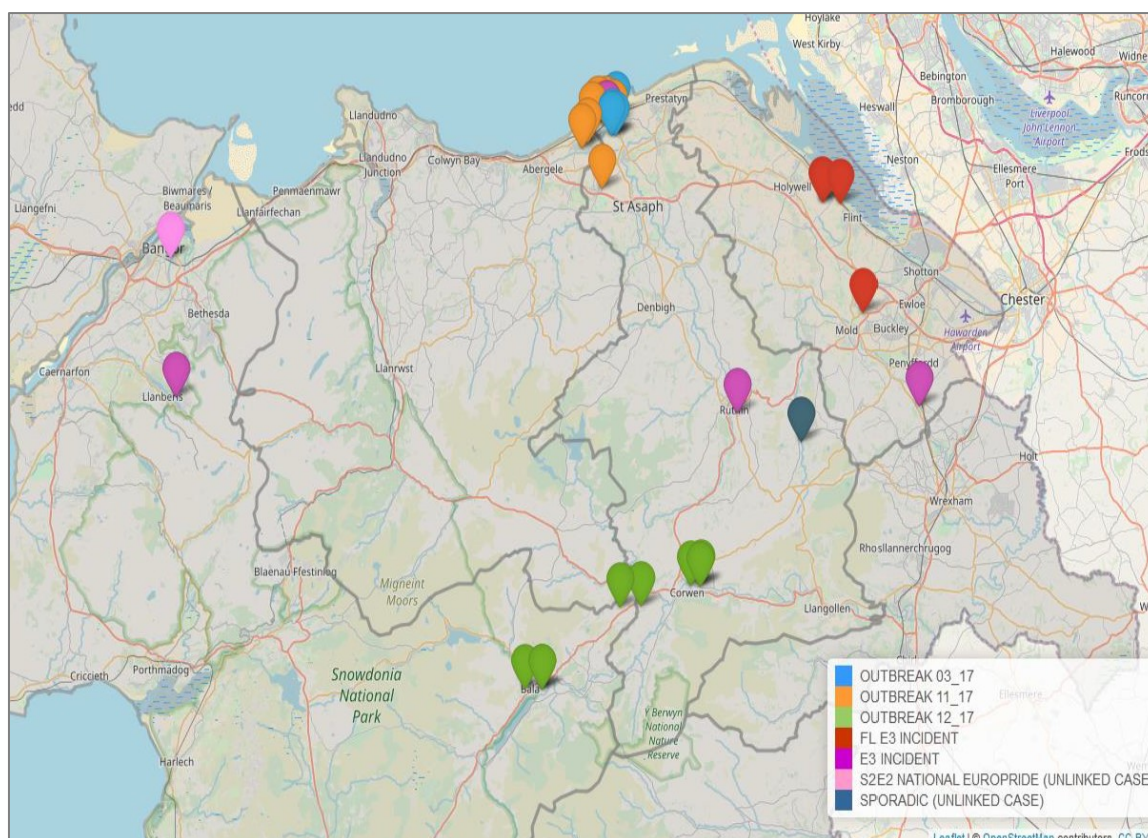 Hoylake
West Kirby
Halewood
Widne
Bebington
Bromborough
Liverpool
John Lennon
Airport
Runcorn
Heswall
Frods
Neston
Ellesmere
Port
Prestatyn
Llandudno
Llandudno
Junction
Colwyn Bay
Abergele
St Asaph
Holywell
Flint
Biwmares /
Beaumaris
Penmaenmawr
Llanfairfechan
Llangefni
Bangor
Bethesda
Denbigh
Shotton
Chester
Ewloe
Mold
Buckley
Hawarden
Airport
Penyffordd
Caernarfon
Llanberis
Llanrwst
Ruthin
Holt
Wrexham
Rhosllannerchrugog
Blaenau Ffestiniog
Migneint
Moors
Corwen
Llangollen
Criccieth
Porthmadog
Snowdonia
National
Park
Bala
Y Berwyn
National
Nature
Reserve
Harlech
Ellesmere
OUTBREAK 03_17
OUTBREAK 11_17
OUTBREAK 12_17
FL E3 INCIDENT
E3 INCIDENT
S2E2 NATIONAL EUROPRIDE (UNLINKED CASE
SPORADIC (UNLINKED CASE)
Leaflet | © OpenStreetMap contributors, CC-B